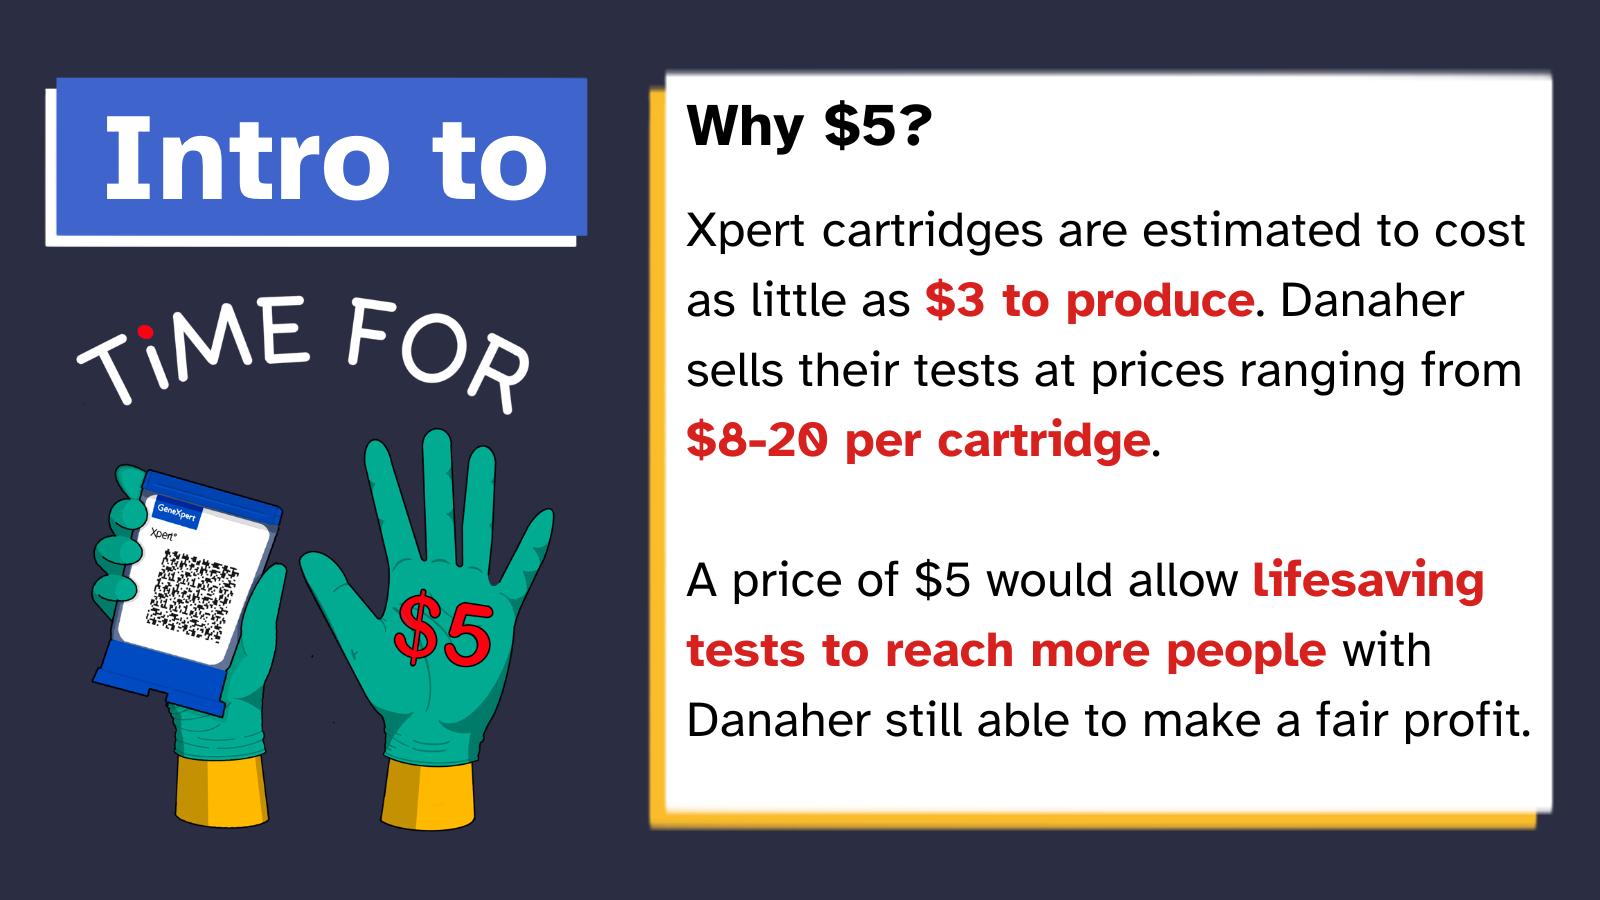 Intro to
TiME FOR
GeneXpert
Xpert®
$5
Why $5?
Xpert cartridges are estimated to cost
as little as $3 to produce. Danaher
sells their tests at prices ranging from
$8-20 per cartridge.
A price of $5 would allow lifesaving
tests to reach more people with
Danaher still able to make a fair profit.